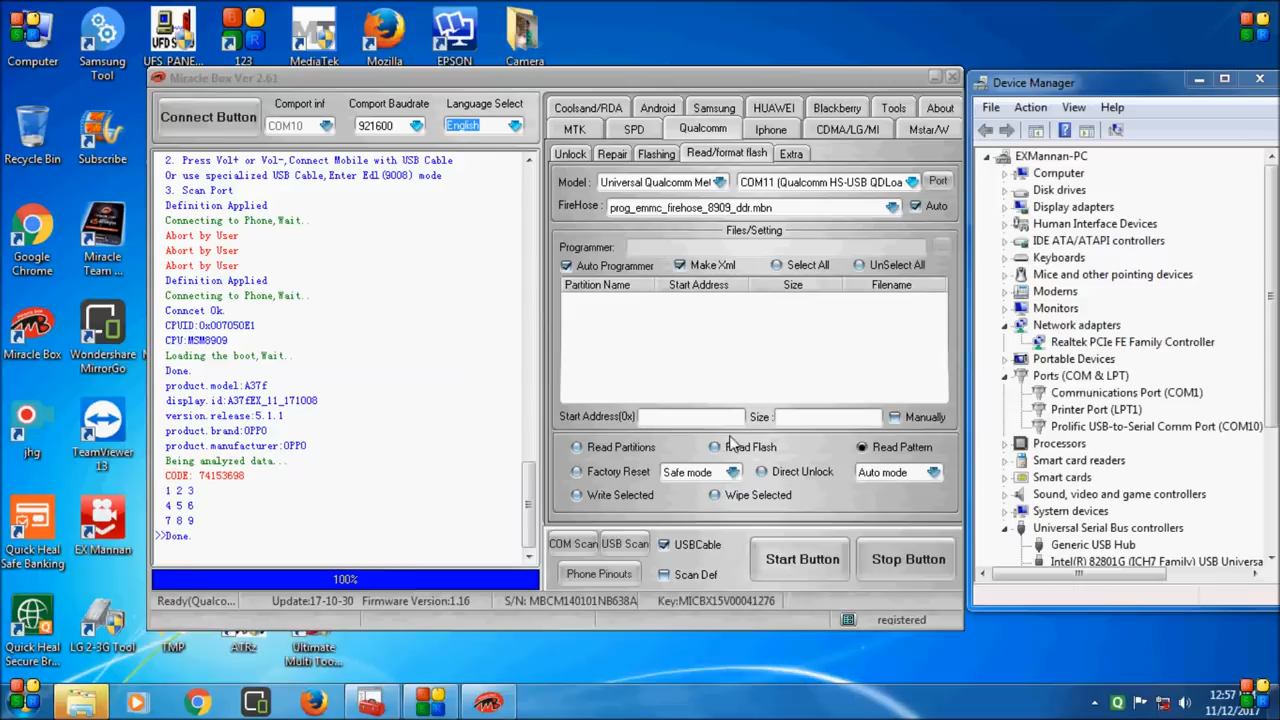 Computer
Samsung
Tool
UFS_PANE...
123
MediaTek
Mozilla
EPSON
Camera
Recycle Bin
Subscribe
Google
Chrome
Miracle
Team ...
Miracle Box
Wondershare
MirrorGo
jhg
TeamViewer
13
Quick Heal
Safe Banking
EX Mannan
Quick Heal
Secure Br...
LG 2-3G Tool
TMP
ATRz
Ultimate
Multi Too...
Miracle Box Ver 2.61
Connect Button
Comport inf
Comport Baudrate
Language Select
COM10
921600
English
2. Press Vol+ or Vol-,Connect Mobile with USB Cable
Or use specialized USB Cable,Enter Edl(9008) mode
3. Scan Port
Definition Applied
Connecting to Phone,Wait..
Abort by User
Abort by User
Abort by User
Definition Applied
Connecting to Phone,Wait..
Conncet Ok.
CPUID:0x007050E1
CPU:MSM8909
Loading the boot,Wait..
Done.
product.model:A37f
display.id:A37fEX_11_171008
version.release:5.1.1
product.brand:OPPO
product.manufacturer:OPPO
Being analyzed data...
CODE: 74153698
1 2 3
4 5 6
7 8 9
>>Done.
100%
Ready(Qualco...
Update:17-10-30
Firmware Version:1.16
S/N: MBCM140101NB638A
Key:MICBX15V00041276
registered
Coolsand/RDA
Android
Samsung
HUAWEI
Blackberry
Tools
About
MTK
SPD
Qualcomm
Iphone
CDMA/LG/MI
Mstar/W
Unlock
Repair
Flashing
Read/format flash
Extra
Model :
Universal Qualcomm Me
COM11 (Qualcomm HS-USB QDLoa
Port
FireHose :
prog_emmc_firehose_8909_ddr.mbn
Auto
Files/Setting
Programmer:
Auto Programmer
Make Xml
Select All
UnSelect All
Partition Name
Start Address
Size
Filename
Start Address(0x)
Size :
Manually
Read Partitions
Read Flash
Read Pattern
Factory Reset
Safe mode
Direct Unlock
Auto mode
Write Selected
Wipe Selected
COM Scan
USB Scan
USBCable
Start Button
Stop Button
Phone Pinouts
Scan Def
Device Manager
File
Action
View
Help
EXMannan-PC
Computer
Disk drives
Display adapters
Human Interface Devices
IDE ATA/ATAPI controllers
Keyboards
Mice and other pointing devices
Modems
Monitors
Network adapters
Realtek PCIe FE Family Controller
Portable Devices
Ports (COM & LPT)
Communications Port (COM1)
Printer Port (LPT1)
Prolific USB-to-Serial Comm Port (COM10)
Processors
Smart card readers
Smart cards
Sound, video and game controllers
System devices
Universal Serial Bus controllers
Generic USB Hub
Intel(R) 82801G (ICH7 Family) USB Universa
12:57
11/12/2017